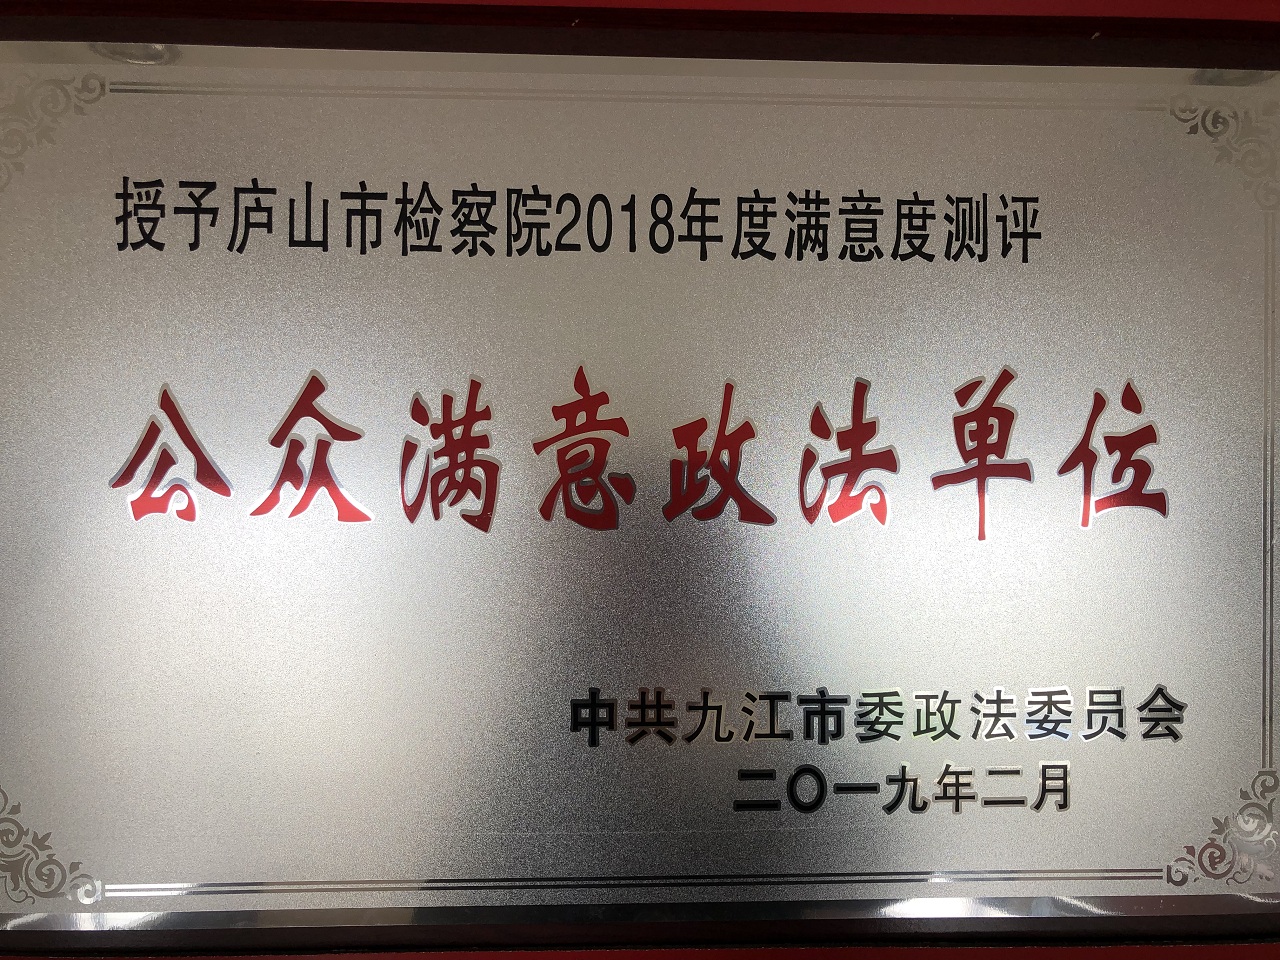 授予庐山市检察院2018年度满意度测评
公众满意政法单位
中共九江市委政法委员会
二〇一九年二月